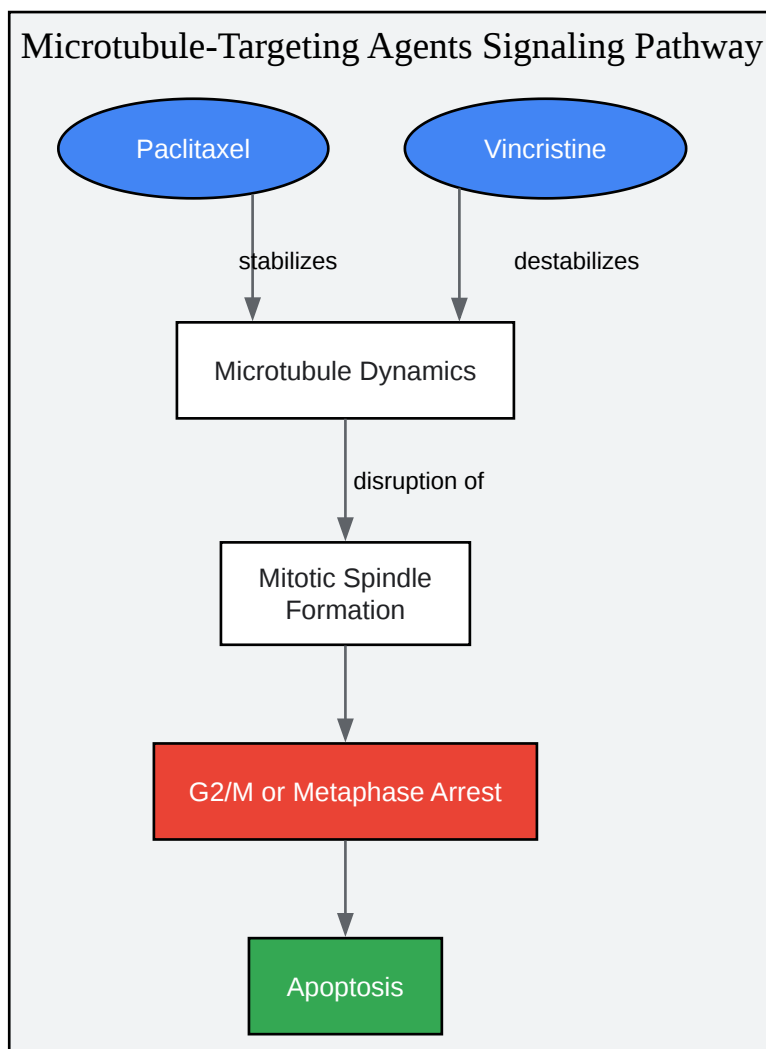 Microtubule-Targeting Agents Signaling Pathway
Paclitaxel
Vincristine
stabilizes
destabilizes
Microtubule Dynamics
disruption of
Mitotic Spindle
Formation
G2/M or Metaphase Arrest
Apoptosis